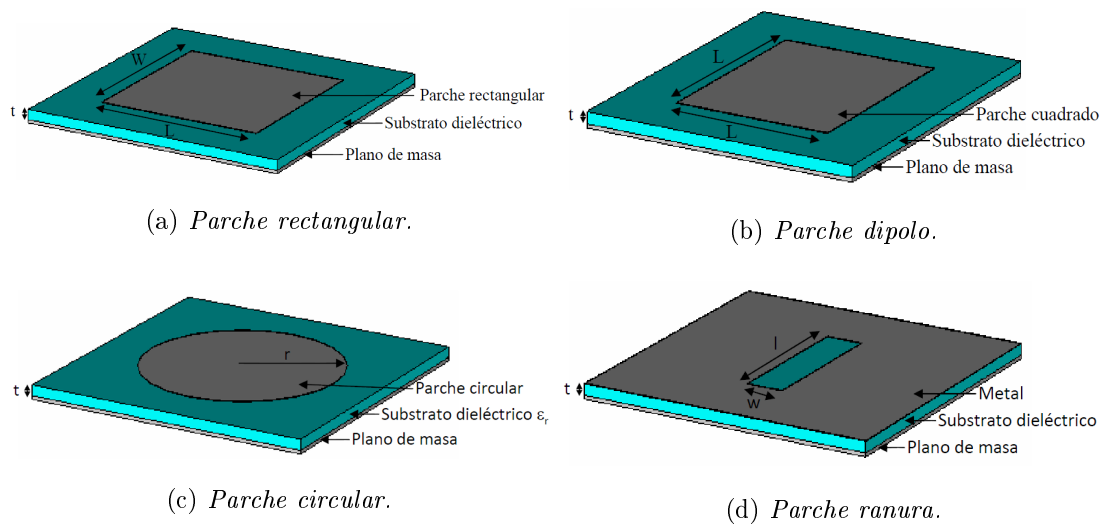 W
t
L
Parche rectangular
Substrato dieléctrico
Plano de masa
(a) Parche rectangular.
L
t
L
Parche cuadrado
Substrato dieléctrico
Plano de masa
(b) Parche dipolo.
r
t
Parche circular
Substrato dieléctrico εr
Plano de masa
(c) Parche circular.
l
t
w
Metal
Substrato dieléctrico
Plano de masa
(d) Parche ranura.